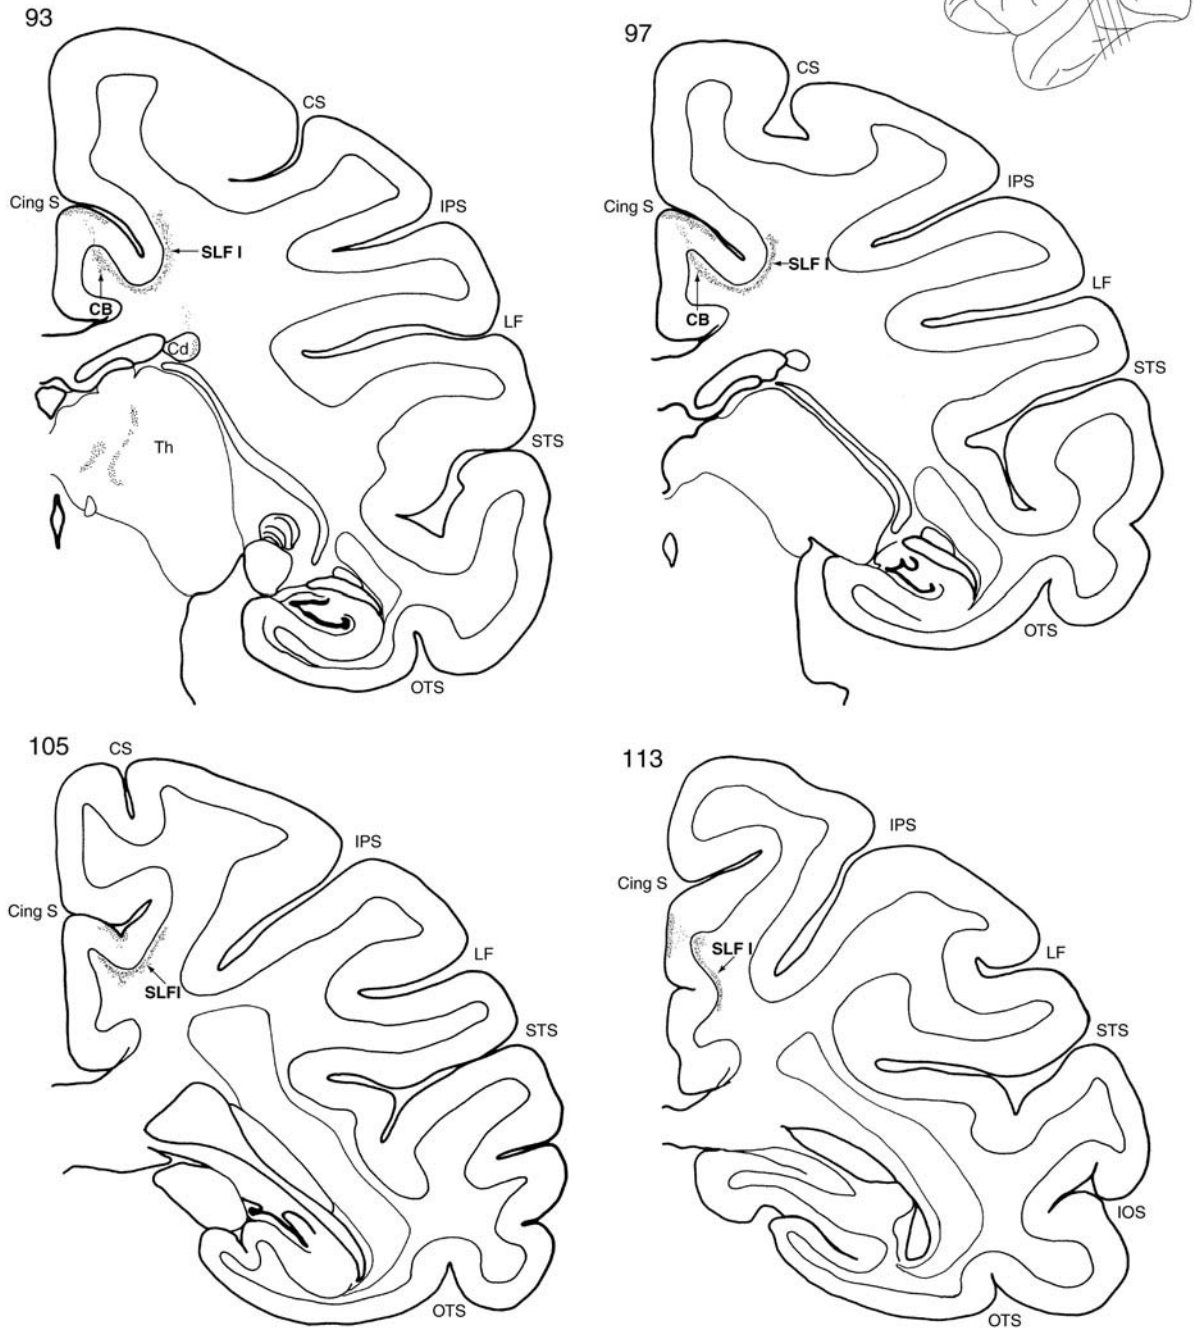 93
CS
Cing S
IPS
SLF I
CB
LF
Cd
STS
Th
OTS
97
CS
IPS
Cing S
SLF I
LF
CB
STS
OTS
105
CS
IPS
Cing S
LF
SLFI
STS
OTS
113
IPS
Cing S
SLF I
LF
STS
IOS
OTS